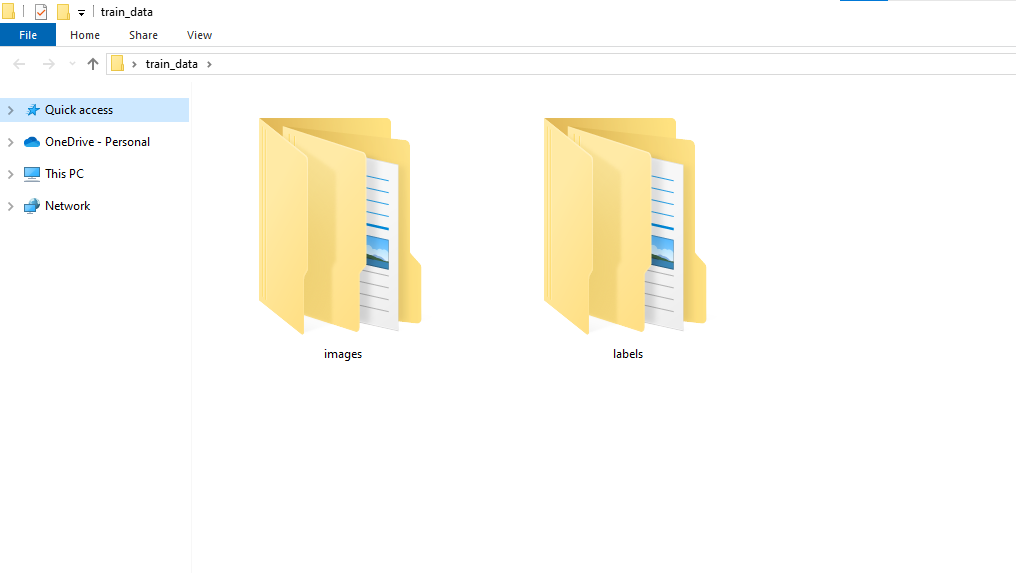 train_data
File Home Share View
train_data
Quick access
OneDrive - Personal
This PC
Network
images
labels